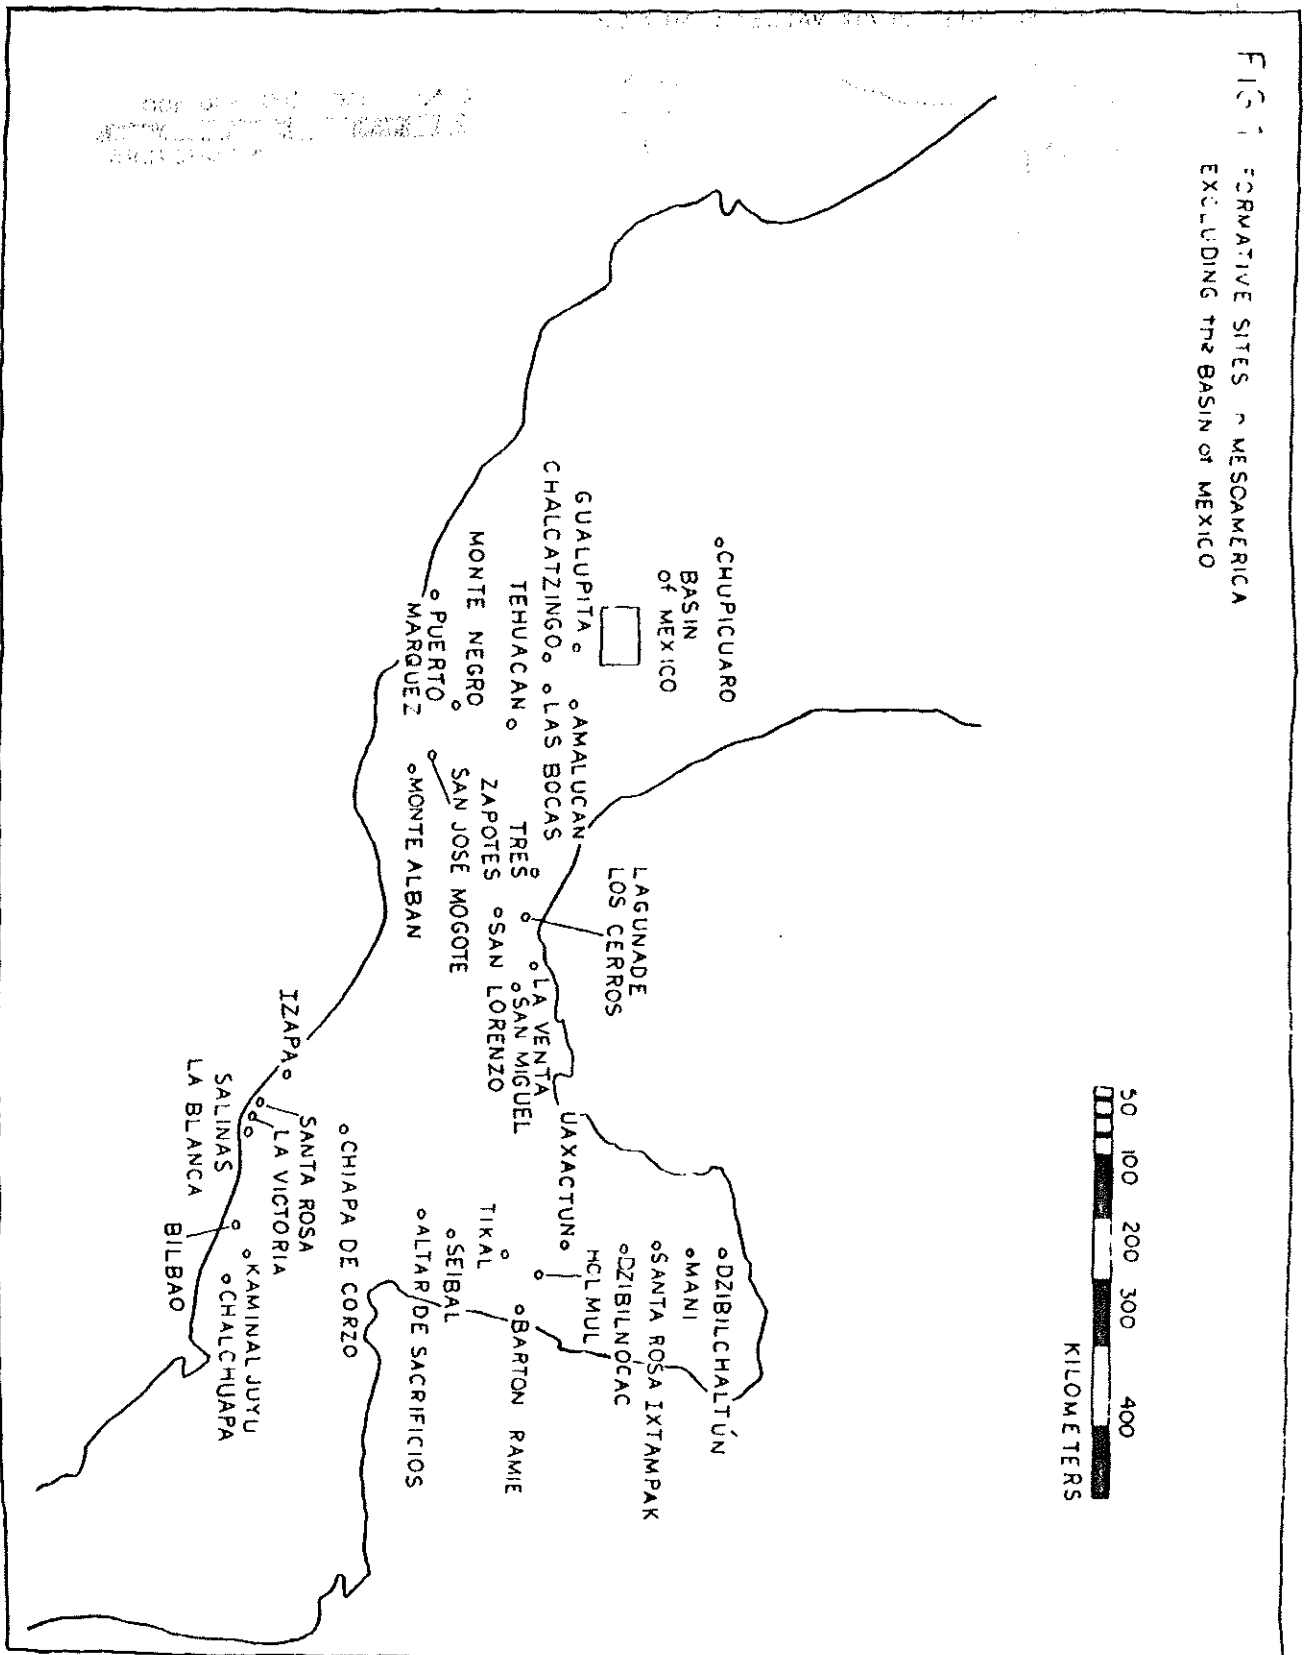 FIG 1 FORMATIVE SITES MESOAMERICA
EXCLUDING the BASIN of MEXICO
50 100 200 300 400
KILOMETERS
CHUPICUARO
BASIN
of MEXICO
GUALUPITA
CHALCATZINGO
TEHUACAN
MONTE NEGRO
PUERTO
MARQUEZ
AMALUCAN
LAS BOCAS
LAGUNADE
LOS CERROS
TRES
ZAPOTES
SAN JOSE MOGOTE
MONTE ALBAN
LA VENTA
SAN MIGUEL
SAN LORENZO
DZIBILCHALTÚN
MANI
SANTA ROSA IXTAMPAK
DZIBILNOCAC
HOLMUL
UAXACTUN
BARTON RAMIE
TIKAL
SEIBAL
ALTAR DE SACRIFICIOS
CHIAPA DE CORZO
IZAPA
SANTA ROSA
LA VICTORIA
SALINAS
LA BLANCA
KAMINALJUYU
CHALCHUAPA
BILBAO